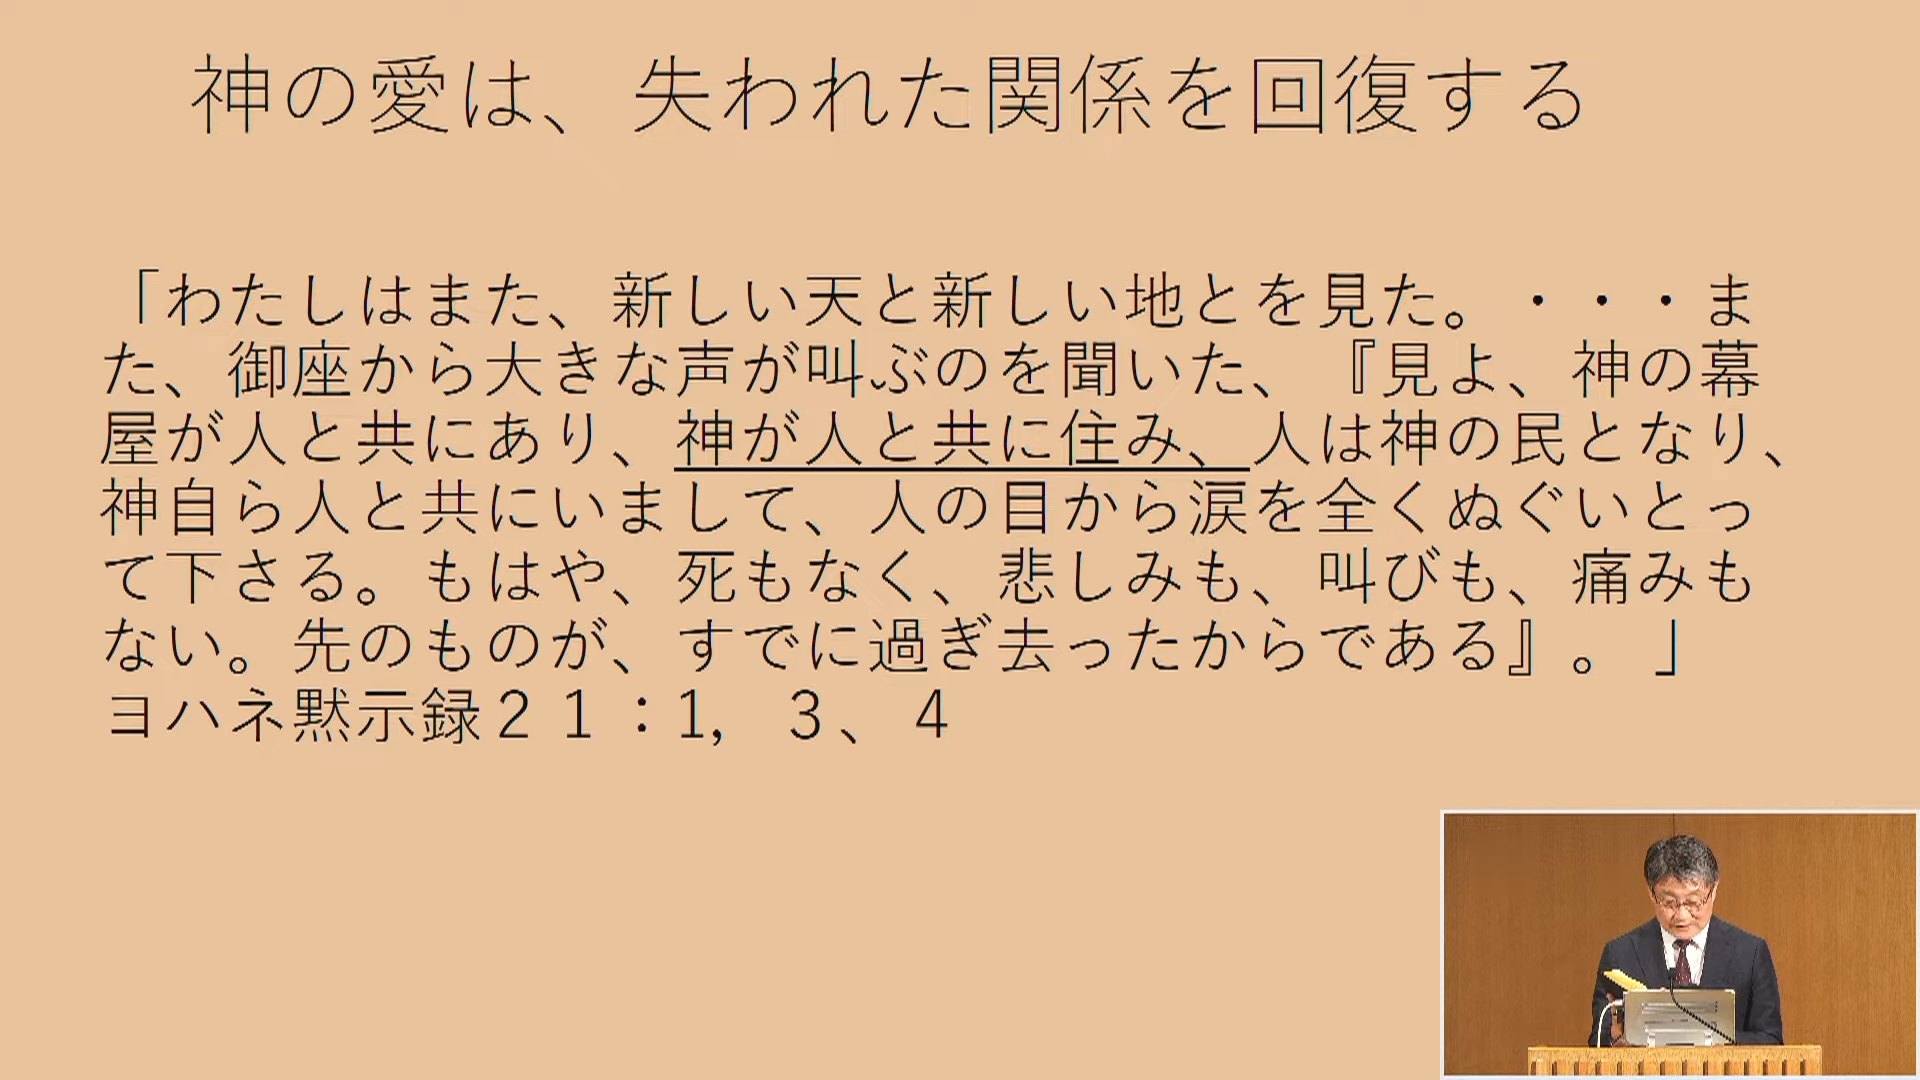 神の愛は、失われた関係を回復する
「わたしはまた、新しい天と新しい地とを見た。・・・ま
た、御座から大きな声が叫ぶのを聞いた、『見よ、神の幕
屋が人と共にあり、神が人と共に住み、人は神の民となり、
神自ら人と共にいまして、人の目から涙を全くぬぐいとっ
て下さる。もはや、死もなく、悲しみも、叫びも、痛みも
ない。先のものが、すでに過ぎ去ったからである』。」
ヨハネ黙示録２１：1,　３、４